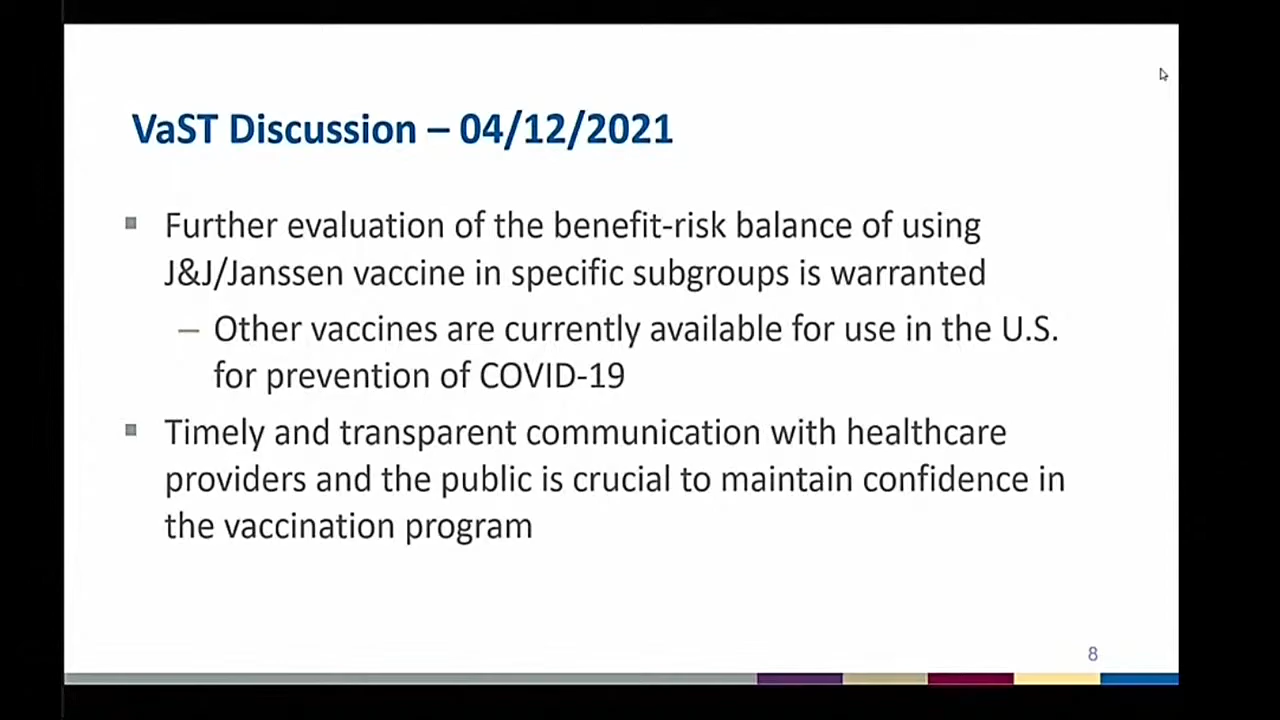 VaST Discussion – 04/12/2021
Further evaluation of the benefit-risk balance of using
J&J/Janssen vaccine in specific subgroups is warranted
– Other vaccines are currently available for use in the U.S.
for prevention of COVID-19
Timely and transparent communication with healthcare
providers and the public is crucial to maintain confidence in
the vaccination program
8